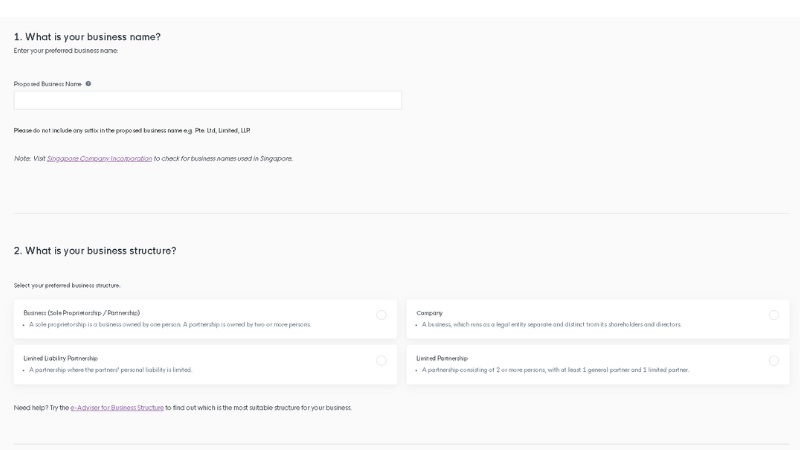 1. What is your business name?
Enter your preferred business name:
Proposed Business Name
Please do not include any suffix in the proposed business name e.g. Pte. Ltd, Limited, LLP.
Note: Visit Singapore Company Incorporation to check for business names used in Singapore.
2. What is your business structure?
Select your preferred business structure.
Business (Sole Proprietorship / Partnership)
• A sole proprietorship is a business owned by one person. A partnership is owned by two or more persons.
Company
• A business, which runs as a legal entity separate and distinct from its shareholders and directors.
Limited Liability Partnership
• A partnership where the partners' personal liability is limited.
Limited Partnership
• A partnership consisting of 2 or more persons, with at least 1 general partner and 1 limited partner.
Need help? Try the e-Adviser for Business Structure to find out which is the most suitable structure for your business.